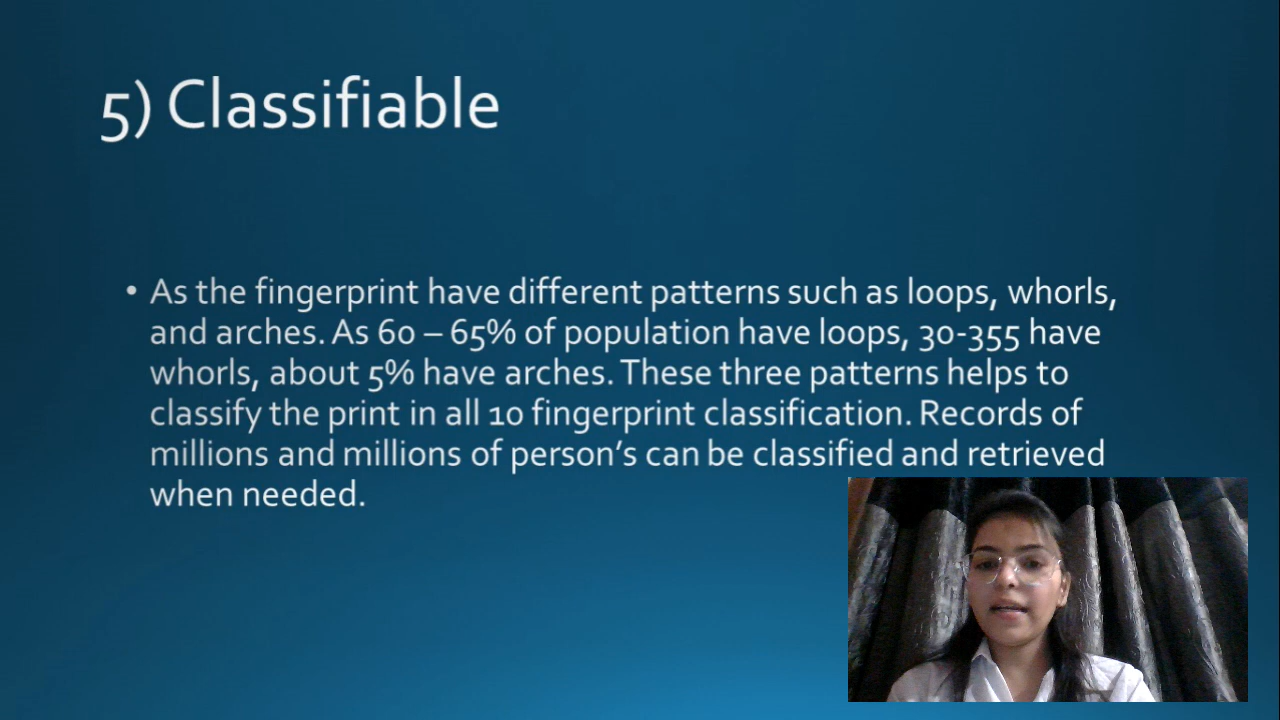 5) Classifiable
• As the fingerprint have different patterns such as loops, whorls,
and arches. As 60 – 65% of population have loops, 30-355 have
whorls, about 5% have arches. These three patterns helps to
classify the print in all 10 fingerprint classification. Records of
millions and millions of person’s can be classified and retrieved
when needed.